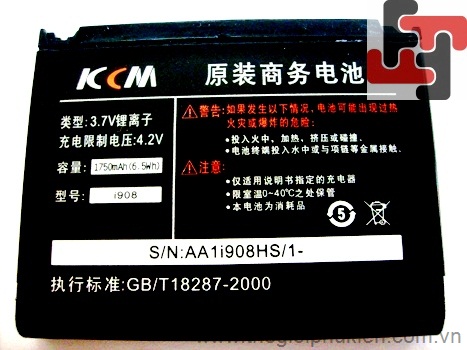 KCM 原装商务电池
类型: 3.7V锂离子
充电限制电压: 4.2V
容量: 1750mAh(6.5Wh)
型号: i908
警告: 如果发生以下情况, 电池可能出现过热
火灾或爆炸的危险:
• 投入火中、加热、挤压或碰撞.
• 电池终端投入水中或与项链等金属接触.
注意:
• 仅适用说明书指定的充电器
• 限室温0~40℃之处保管
• 本电池为消耗品
5
S/N:AA1i908HS/1-
执行标准: GB/T18287-2000
www.thegioiphukien.com.vn